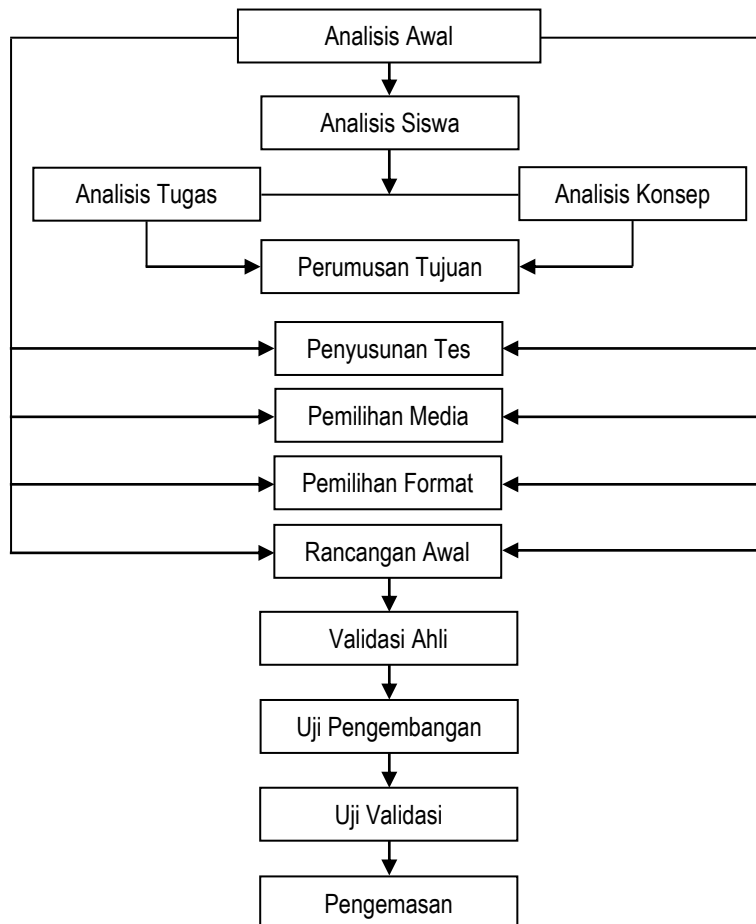 Analisis Awal
Analisis Siswa
Analisis Tugas
Analisis Konsep
Perumusan Tujuan
Penyusunan Tes
Pemilihan Media
Pemilihan Format
Rancangan Awal
Validasi Ahli
Uji Pengembangan
Uji Validasi
Pengemasan